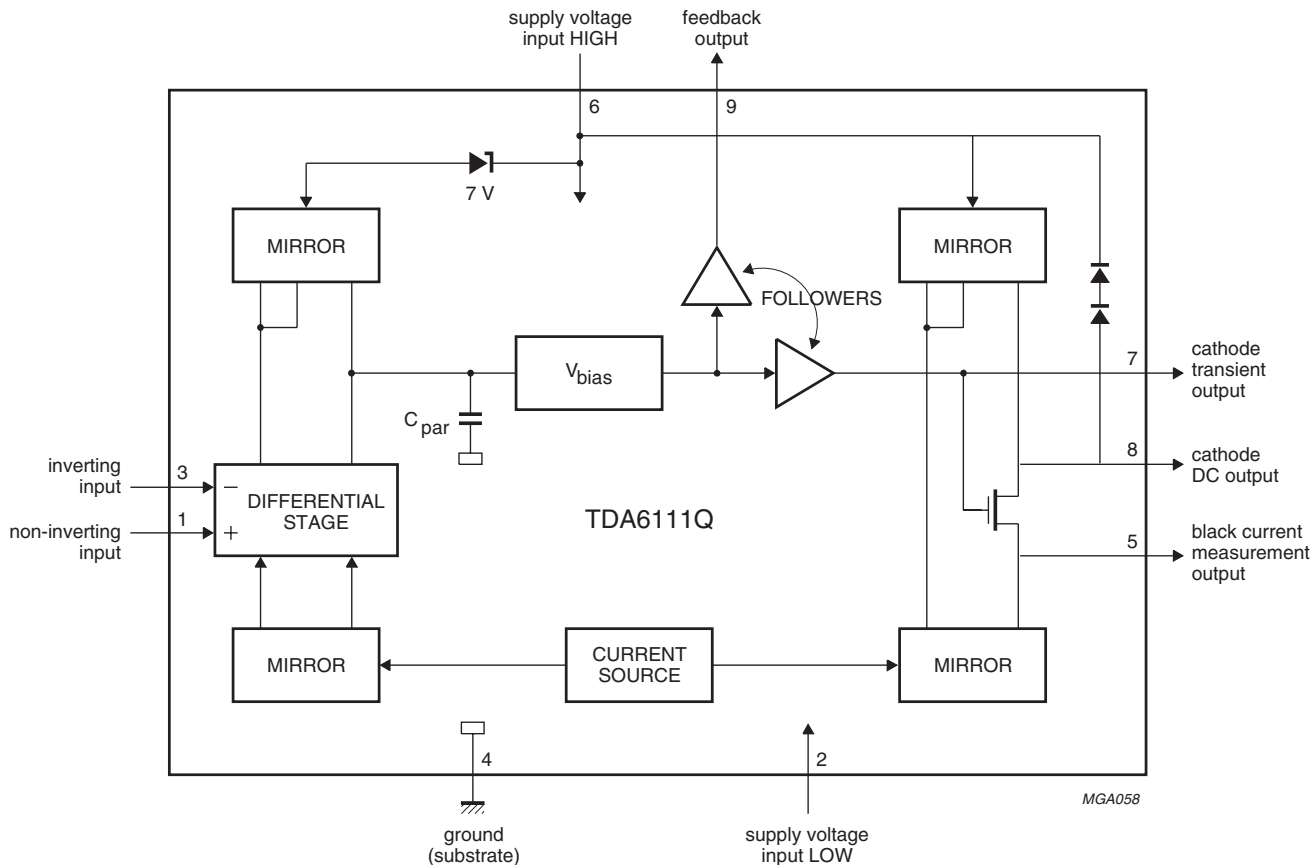 supply voltage
input HIGH
feedback
output
6
9
7 V
MIRROR
MIRROR
FOLLOWERS
V_bias
C_par
7
cathode
transient
output
8
cathode
DC output
inverting
input
3
−
non-inverting
input
1
+
DIFFERENTIAL
STAGE
TDA6111Q
5
black current
measurement
output
MIRROR
CURRENT
SOURCE
MIRROR
4
2
MGA058
ground
(substrate)
supply voltage
input LOW